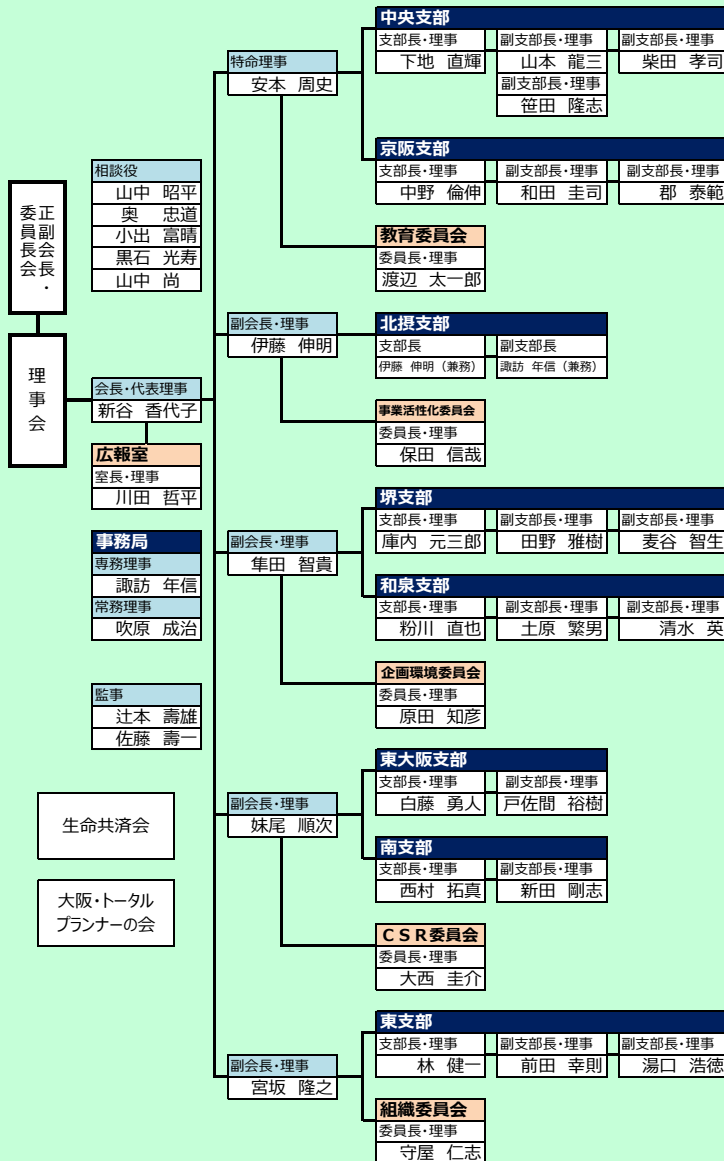 正副会長・
委員長会
理事会
相談役
山中 昭平
奥 忠道
小出 富晴
黒石 光寿
山中 尚
会長・代表理事
新谷 香代子
広報室
室長・理事
川田 哲平
事務局
専務理事
諏訪 年信
常務理事
吹原 成治
監事
辻本 壽雄
佐藤 壽一
生命共済会
大阪・トータル
プランナーの会
特命理事
安本 周史
中央支部
支部長・理事 副支部長・理事 副支部長・理事
下地 直輝 山本 龍三 柴田 孝司
副支部長・理事
笹田 隆志
京阪支部
支部長・理事 副支部長・理事 副支部長・理事
中野 倫伸 和田 圭司 郡 泰範
教育委員会
委員長・理事
渡辺 太一郎
副会長・理事
伊藤 伸明
北摂支部
支部長 副支部長
伊藤 伸明（兼務） 諏訪 年信（兼務）
事業活性化委員会
委員長・理事
保田 信哉
副会長・理事
隼田 智貴
堺支部
支部長・理事 副支部長・理事 副支部長・理事
庫内 元三郎 田野 雅樹 麦谷 智生
和泉支部
支部長・理事 副支部長・理事 副支部長・理事
粉川 直也 土原 繁男 清水 英
企画環境委員会
委員長・理事
原田 知彦
副会長・理事
妹尾 順次
東大阪支部
支部長・理事 副支部長・理事
白藤 勇人 戸佐間 裕樹
南支部
支部長・理事 副支部長・理事
西村 拓真 新田 剛志
ＣＳＲ委員会
委員長・理事
大西 圭介
副会長・理事
宮坂 隆之
東支部
支部長・理事 副支部長・理事 副支部長・理事
林 健一 前田 幸則 湯口 浩徳
組織委員会
委員長・理事
守屋 仁志